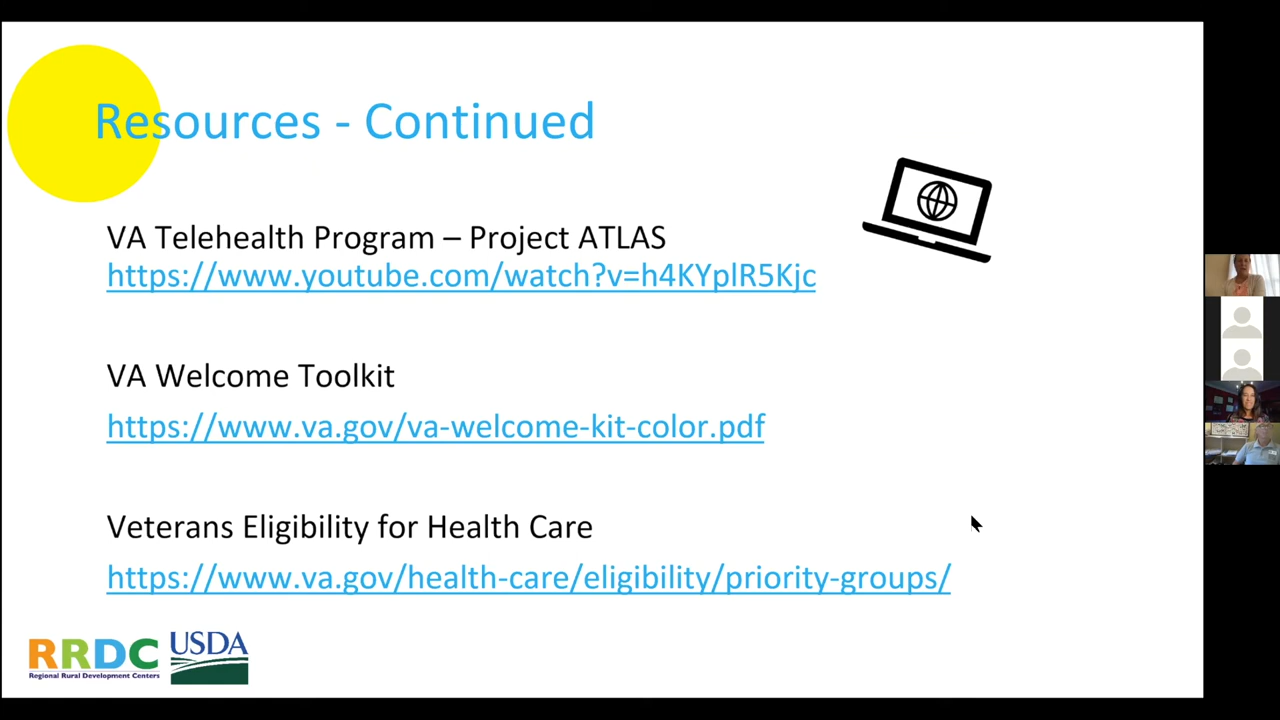 Resources - Continued
VA Telehealth Program – Project ATLAS
https://www.youtube.com/watch?v=h4KYplR5Kjc
VA Welcome Toolkit
https://www.va.gov/va-welcome-kit-color.pdf
Veterans Eligibility for Health Care
https://www.va.gov/health-care/eligibility/priority-groups/
RRDC
Regional Rural Development Centers
USDA